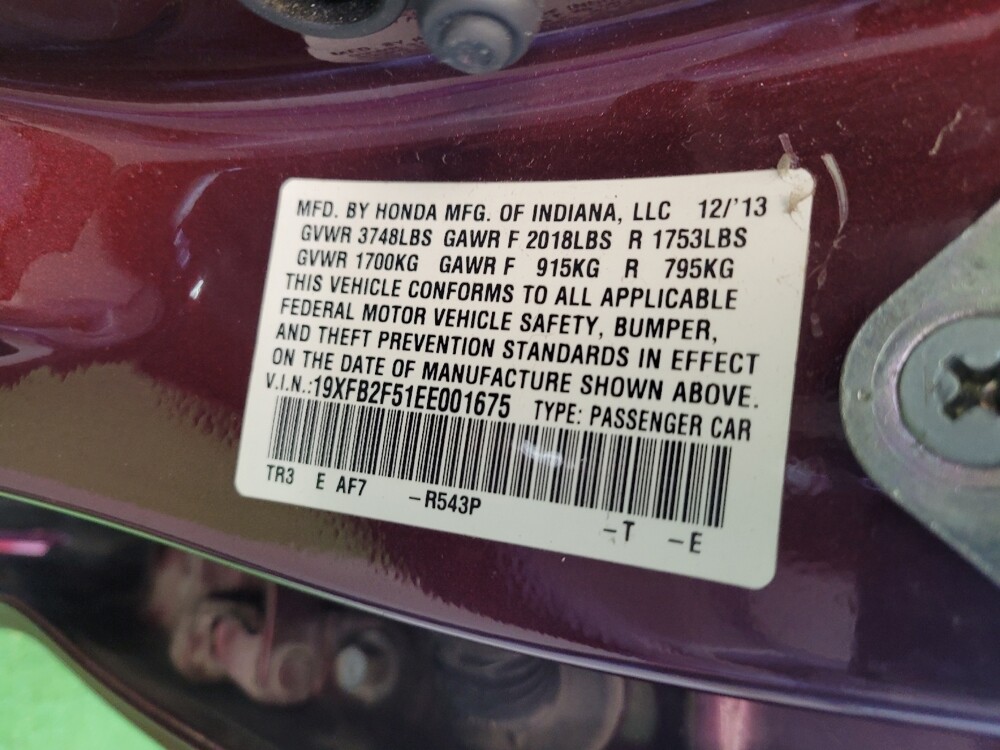 MFD. BY HONDA MFG. OF INDIANA, LLC 12/'13
GVWR 3748LBS GAWR F 2018LBS R 1753LBS
GVWR 1700KG GAWR F 915KG R 795KG
THIS VEHICLE CONFORMS TO ALL APPLICABLE
FEDERAL MOTOR VEHICLE SAFETY, BUMPER,
AND THEFT PREVENTION STANDARDS IN EFFECT
ON THE DATE OF MANUFACTURE SHOWN ABOVE.
V.I.N.:19XFB2F51EE001675 TYPE: PASSENGER CAR
TR3 E AF7 -R543P -T -E